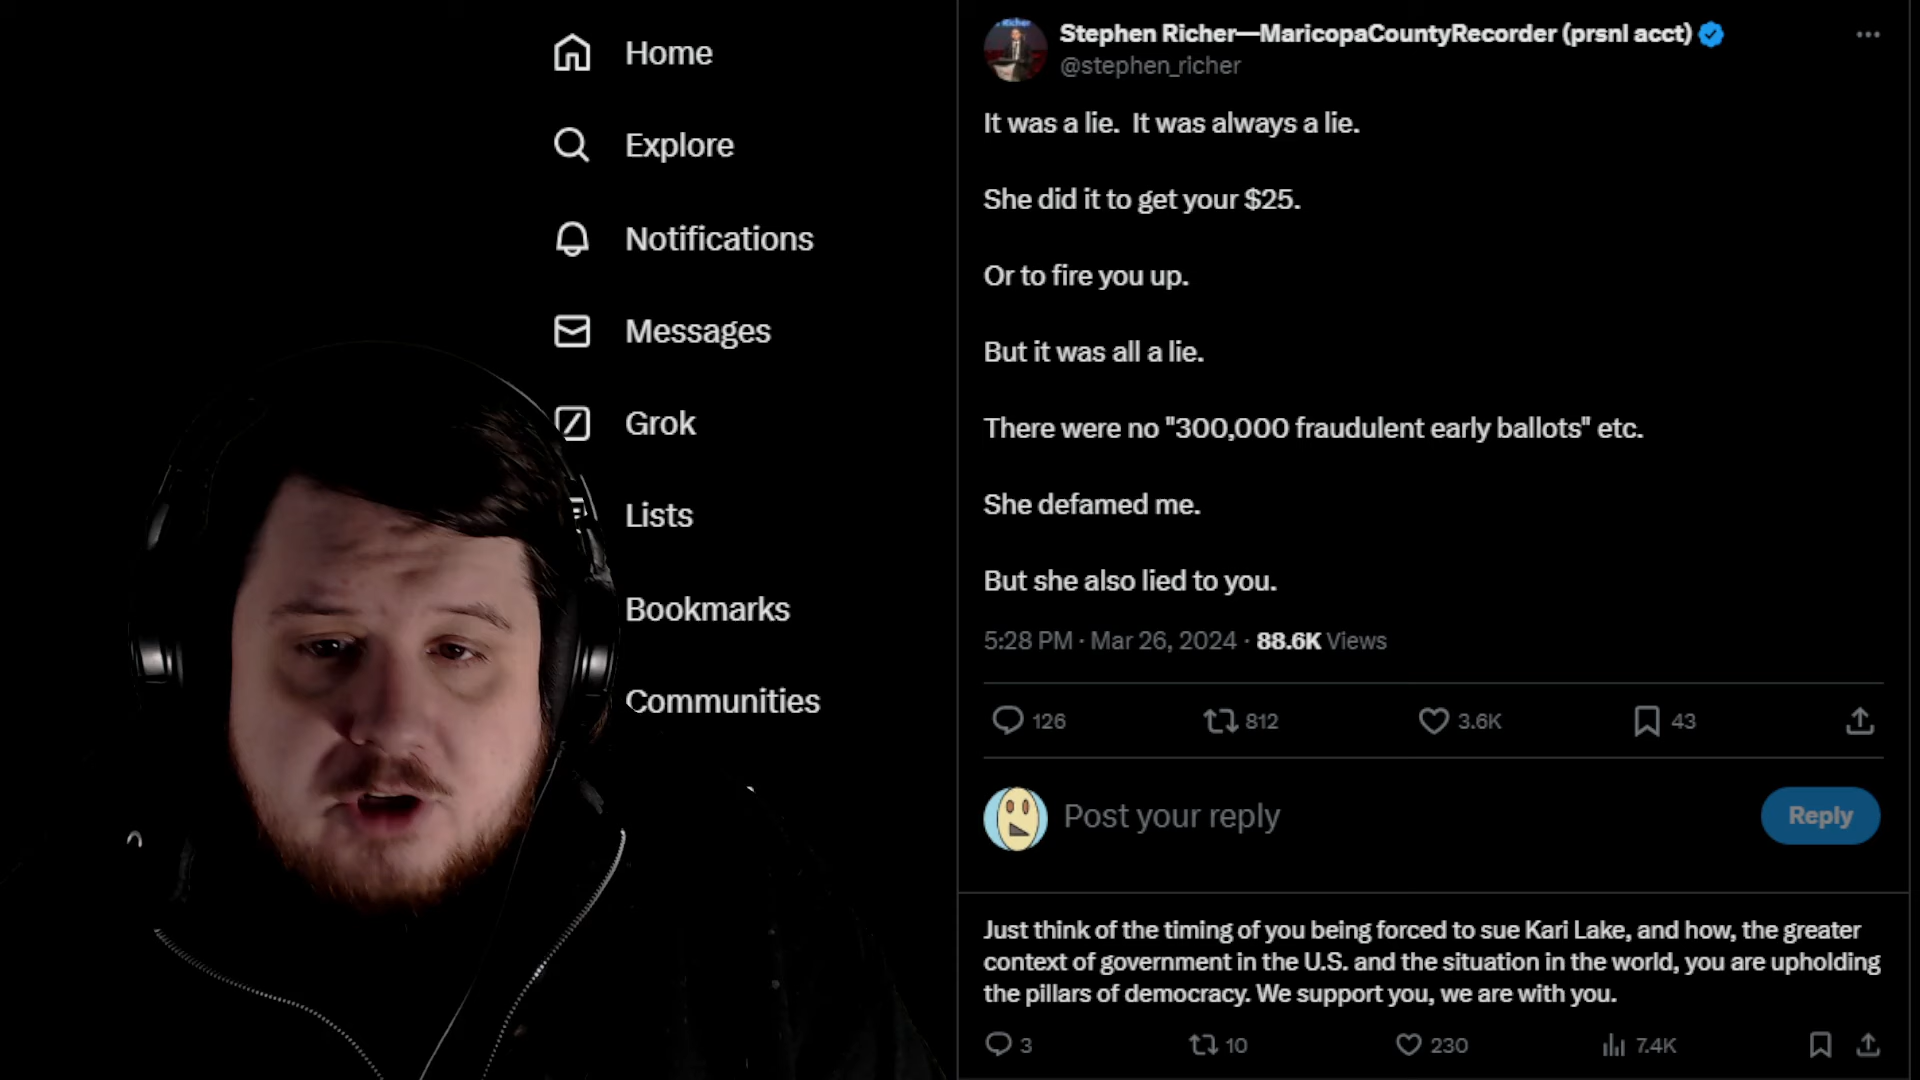 Home
Explore
Notifications
Messages
Grok
Lists
Bookmarks
Communities
Stephen Richer—MaricopaCountyRecorder (prsnl acct)
@stephen_richer
It was a lie. It was always a lie.
She did it to get your $25.
Or to fire you up.
But it was all a lie.
There were no "300,000 fraudulent early ballots" etc.
She defamed me.
But she also lied to you.
5:28 PM · Mar 26, 2024 · 88.6K Views
126 812 3.6K 43
Post your reply
Reply
Just think of the timing of you being forced to sue Kari Lake, and how, the greater
context of government in the U.S. and the situation in the world, you are upholding
the pillars of democracy. We support you, we are with you.
3 10 230 7.4K